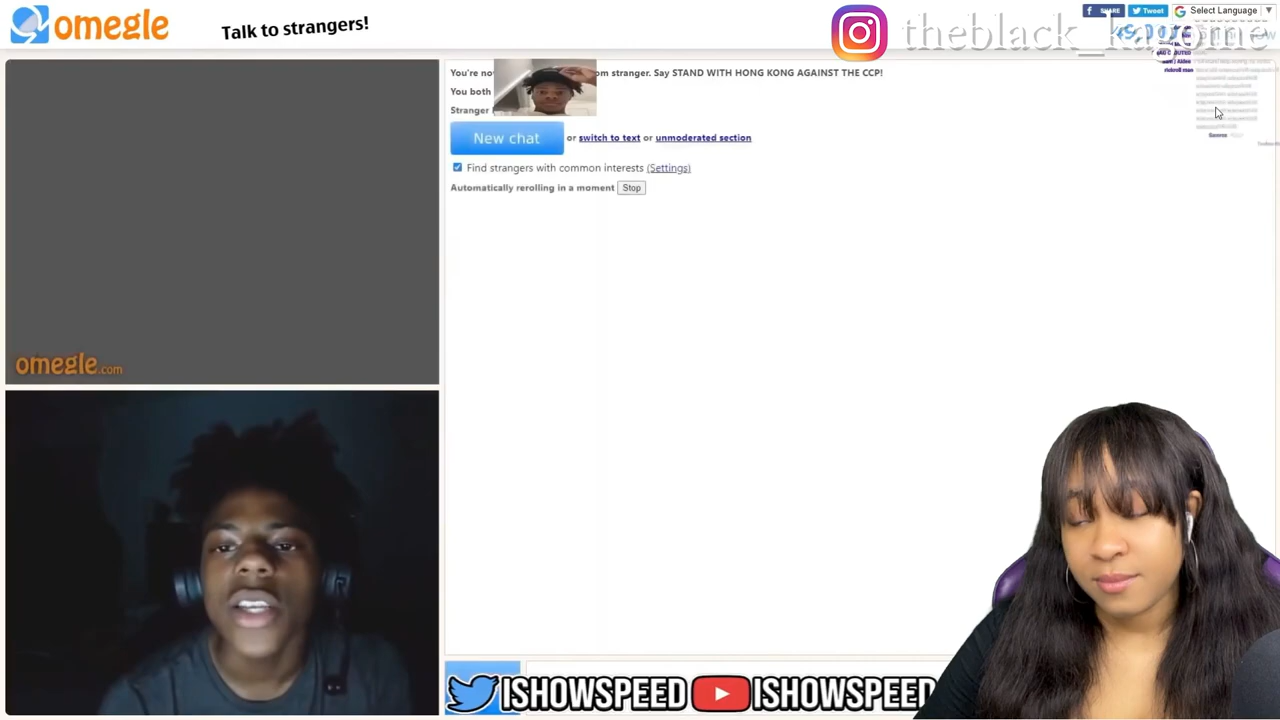 omegle
Talk to strangers!
SHARE
Tweet
Select Language
theblack_kagome
You're no
om stranger. Say STAND WITH HONG KONG AGAINST THE CCP!
You both
Stranger
New chat
or switch to text or unmoderated section
Find strangers with common interests (Settings)
Automatically rerolling in a moment
Stop
omegle.com
ISHOWSPEED
ISHOWSPEED